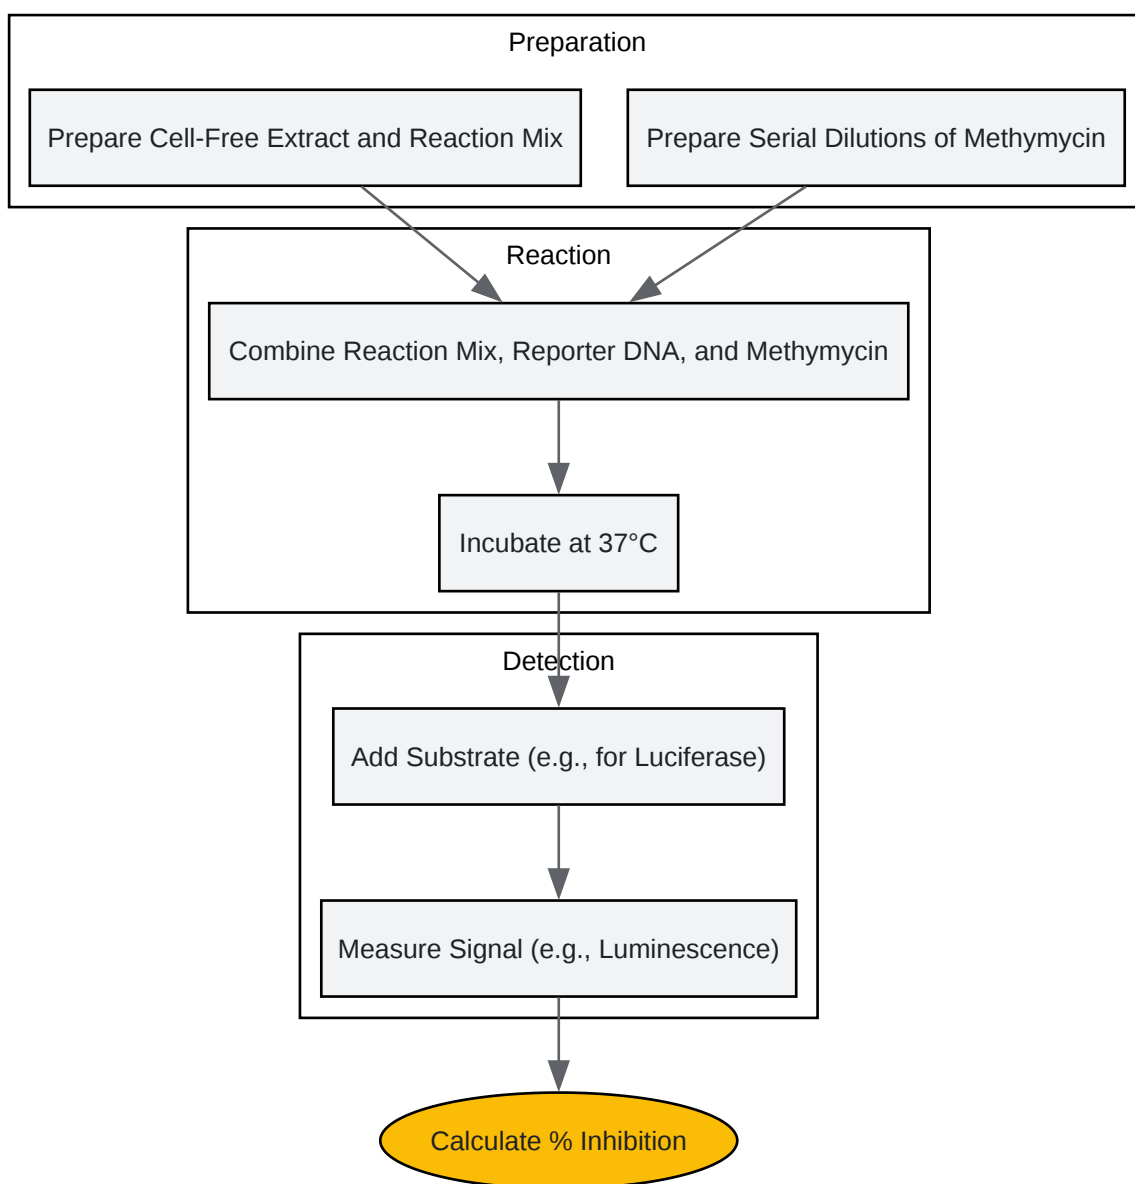 Preparation
Prepare Cell-Free Extract and Reaction Mix
Prepare Serial Dilutions of Methymycin
Reaction
Combine Reaction Mix, Reporter DNA, and Methymycin
Incubate at 37°C
Detection
Add Substrate (e.g., for Luciferase)
Measure Signal (e.g., Luminescence)
Calculate % Inhibition